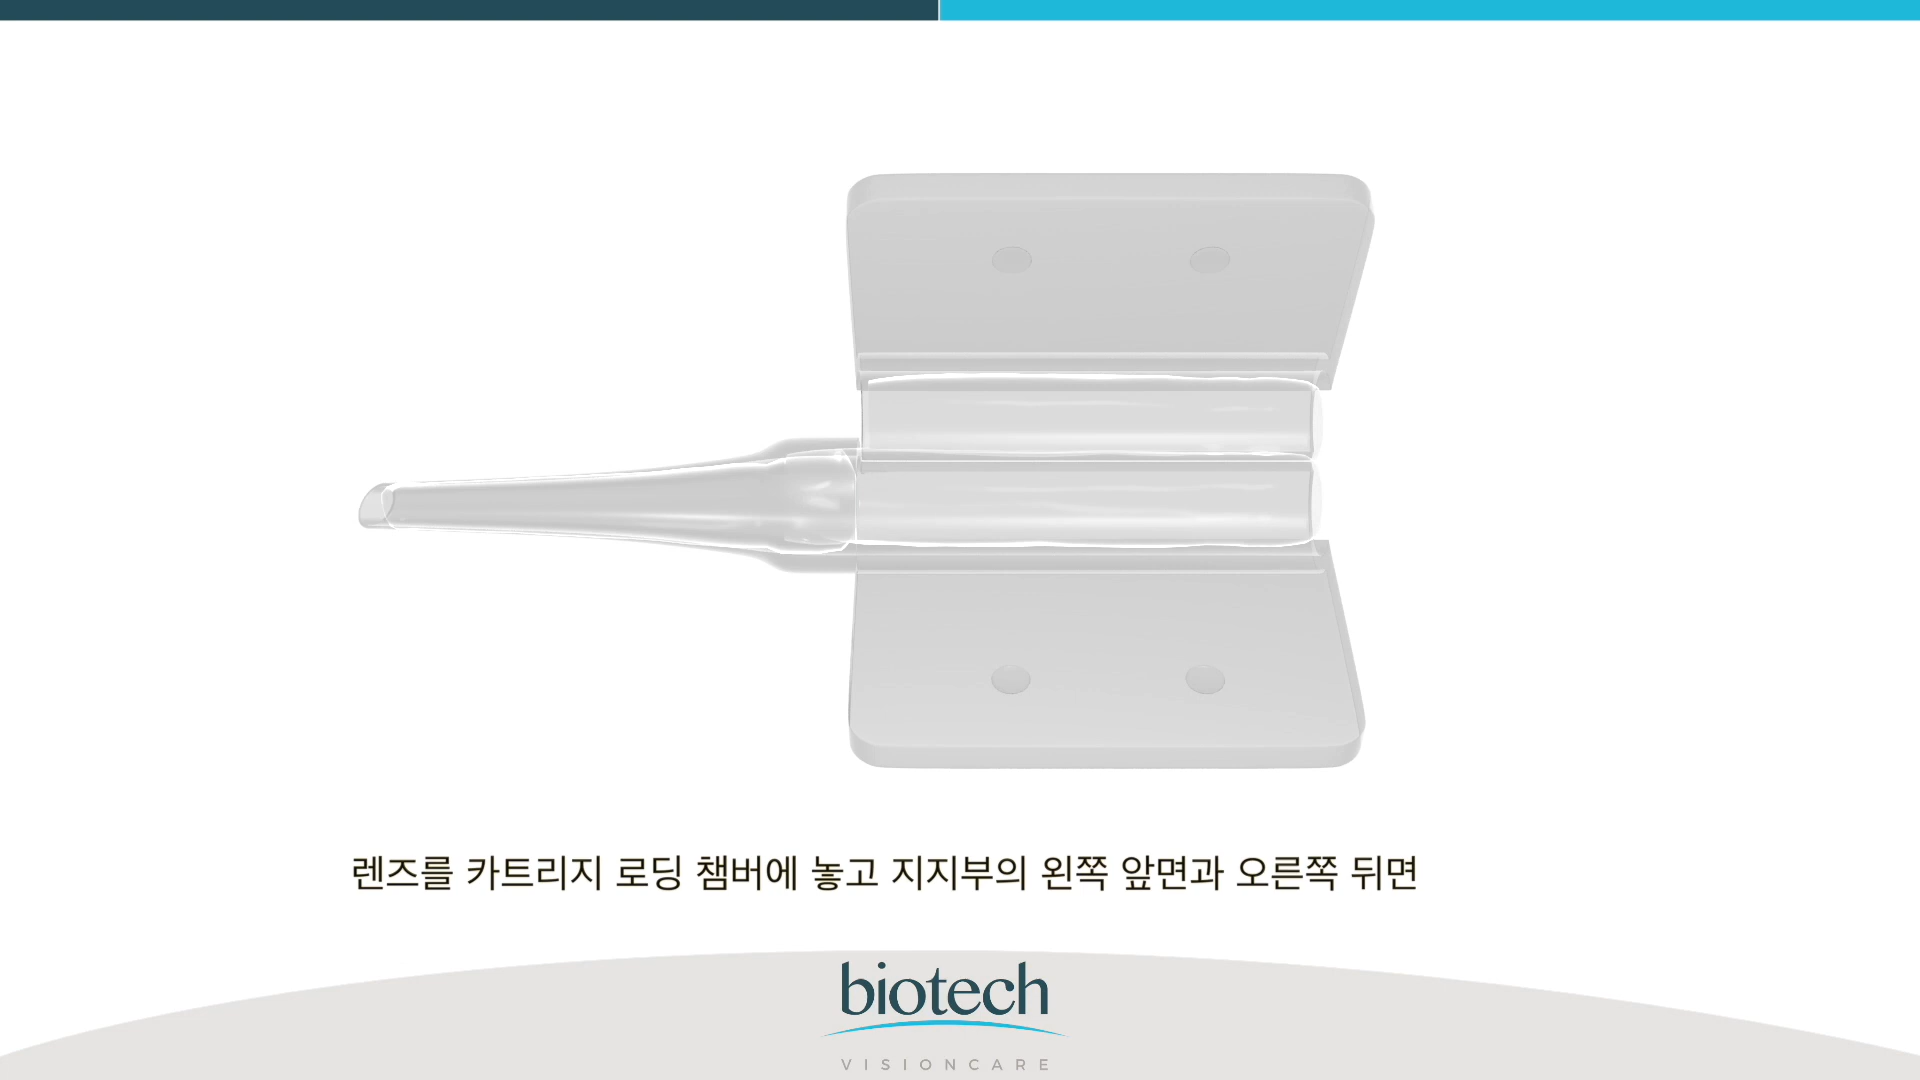 렌즈를 카트리지 로딩 챔버에 놓고 지지부의 왼쪽 앞면과 오른쪽 뒤면
biotech
VISIONCARE